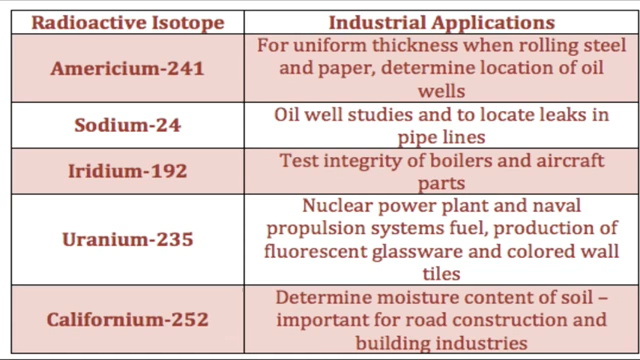 Radioactive Isotope
Industrial Applications
Americium-241
For uniform thickness when rolling steel
and paper, determine location of oil
wells
Sodium-24
Oil well studies and to locate leaks in
pipe lines
Iridium-192
Test integrity of boilers and aircraft
parts
Uranium-235
Nuclear power plant and naval
propulsion systems fuel, production of
fluorescent glassware and colored wall
tiles
Californium-252
Determine moisture content of soil –
important for road construction and
building industries